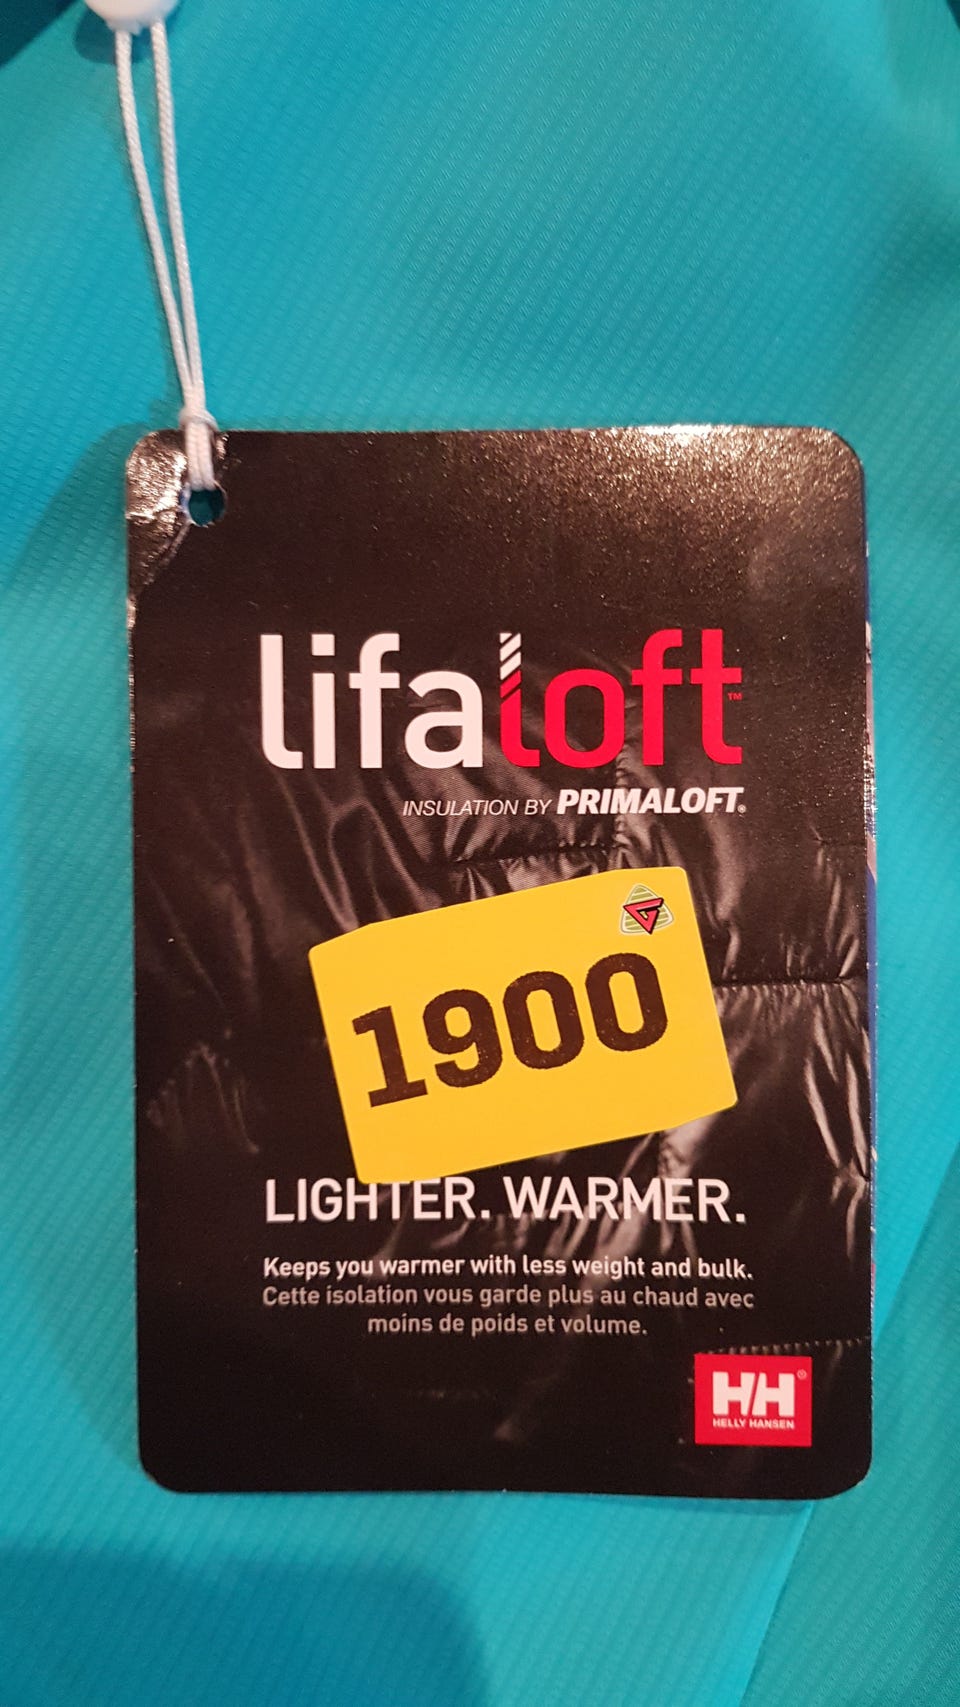 lifaloft™
INSULATION BY PRIMALOFT®
1900
LIGHTER. WARMER.
Keeps you warmer with less weight and bulk.
Cette isolation vous garde plus au chaud avec
moins de poids et volume.
HH®
HELLY HANSEN